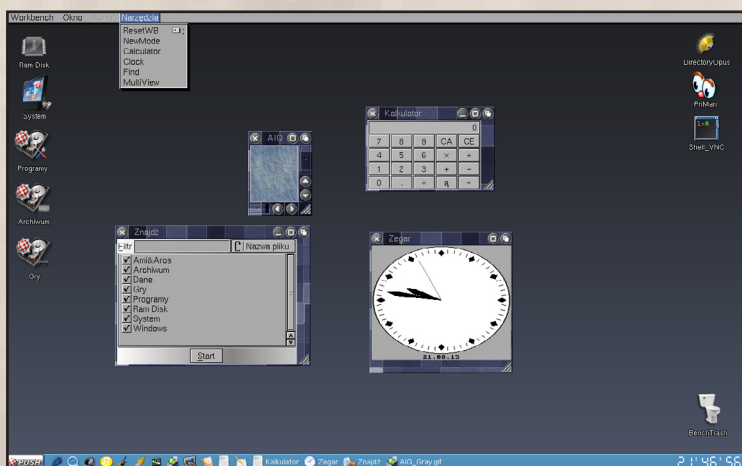 Workbench Okno Narzędzia
ResetWB
NewMode
Calculator
Clock
Find
MultiView
Ram Disk
System
Programy
Archiwum
Gry
DirectoryOpus
PriMan
Shell_VNC
BenchTrash
AIQ
Kalkulator
0
7 8 9 CA CE
4 5 6 × ÷
1 2 3 + -
0 . « ą =
Znajdź
Filtr Nazwa pliku
Ami&Aros
Archiwum
Dane
Gry
Programy
Ram Disk
System
Windows
Start
Zegar
21.08.13
PUSH Kalkulator Zegar Znajdź AIQ_Gray.gif 21:46:56